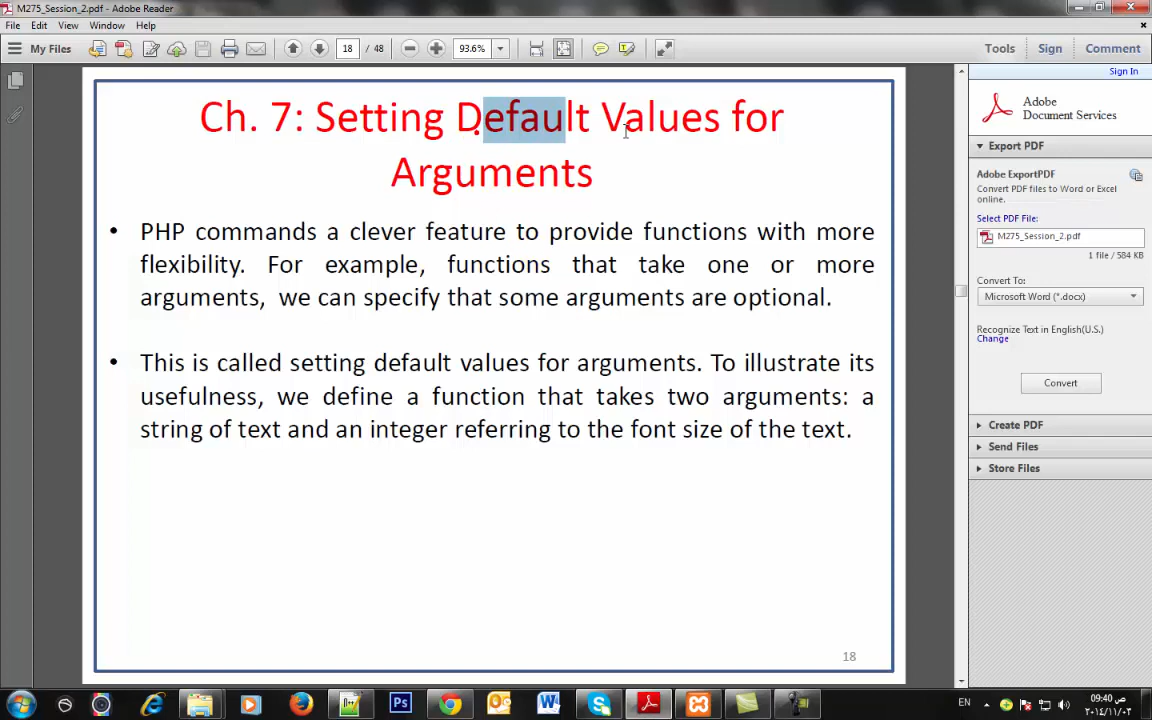 M275_Session_2.pdf - Adobe Reader
File Edit View Window Help
My Files 18 / 48 93.6% Tools Sign Comment
Sign In
Ch. 7: Setting Default Values for
Arguments
• PHP commands a clever feature to provide functions with more
flexibility. For example, functions that take one or more
arguments, we can specify that some arguments are optional.
• This is called setting default values for arguments. To illustrate its
usefulness, we define a function that takes two arguments: a
string of text and an integer referring to the font size of the text.
18
Adobe
Document Services
Export PDF
Adobe ExportPDF
Convert PDF files to Word or Excel
online.
Select PDF File:
M275_Session_2.pdf
1 file / 584 KB
Convert To:
Microsoft Word (*.docx)
Recognize Text in English(U.S.)
Change
Convert
Create PDF
Send Files
Store Files
Ps
EN
09:40 ص
٢٠١٤/١١/٠٣